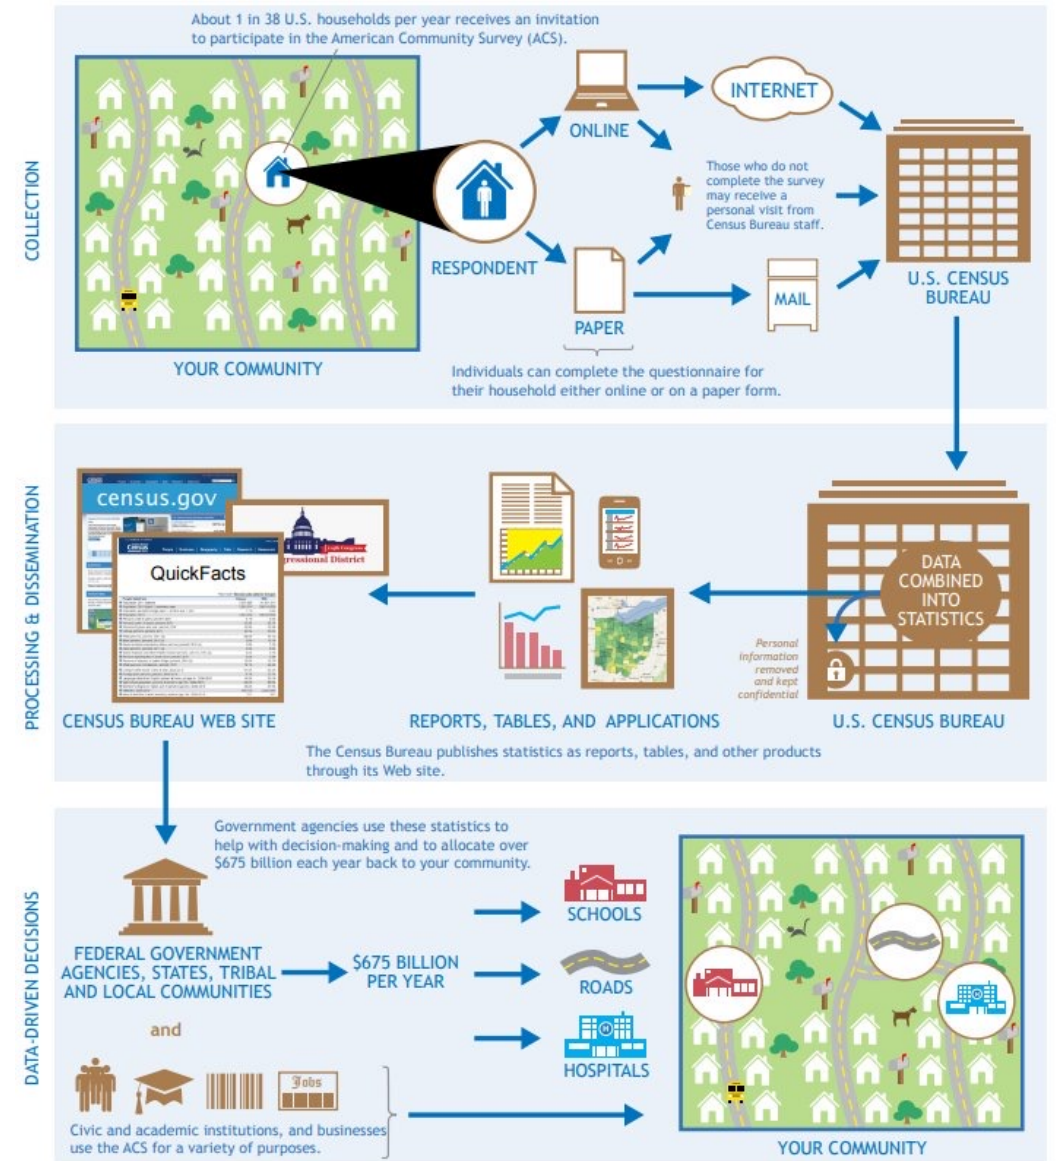 About 1 in 38 U.S. households per year receives an invitation
to participate in the American Community Survey (ACS).
COLLECTION
YOUR COMMUNITY
RESPONDENT
ONLINE
INTERNET
Those who do not
complete the survey
may receive a
personal visit from
Census Bureau staff.
PAPER
MAIL
U.S. CENSUS
BUREAU
Individuals can complete the questionnaire for
their household either online or on a paper form.
PROCESSING & DISSEMINATION
census.gov
QuickFacts
gressional District
CENSUS BUREAU WEB SITE
REPORTS, TABLES, AND APPLICATIONS
DATA
COMBINED
INTO
STATISTICS
Personal
information
removed
and kept
confidential
U.S. CENSUS BUREAU
The Census Bureau publishes statistics as reports, tables, and other products
through its Web site.
DATA-DRIVEN DECISIONS
Government agencies use these statistics to
help with decision-making and to allocate over
$675 billion each year back to your community.
FEDERAL GOVERNMENT
AGENCIES, STATES, TRIBAL
AND LOCAL COMMUNITIES
$675 BILLION
PER YEAR
SCHOOLS
ROADS
H
HOSPITALS
H
and
Jobs
Civic and academic institutions, and businesses
use the ACS for a variety of purposes.
YOUR COMMUNITY